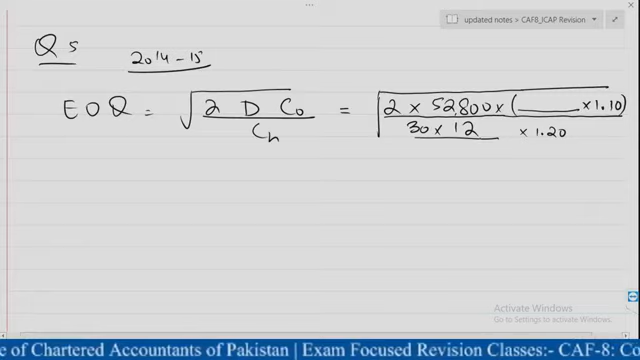 updated notes > CAF8_ICAP Revision
Q 5
2014-15
EOQ = √ 2 D Co / Ch = √ 2 × 52,800 × ( ____ × 1.10) / 30 × 12 × 1.20
Activate Windows
Go to Settings to activate Windows.
e of Chartered Accountants of Pakistan | Exam Focused Revision Classes:- CAF-8: Co